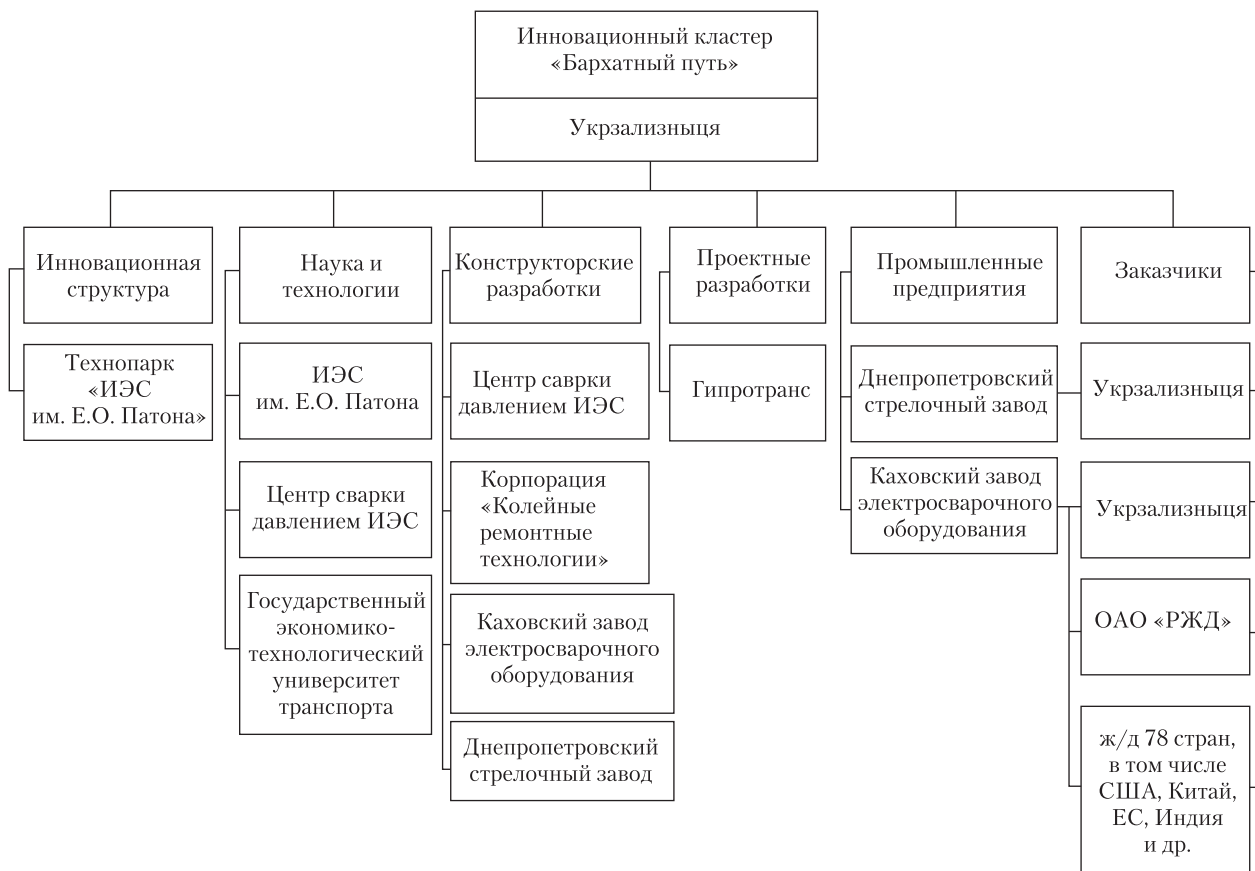 Инновационный кластер
«Бархатный путь»
Укрзализныця
Инновационная
структура
Технопарк
«ИЭС
им. Е.О. Патона»
Наука и
технологии
ИЭС
им. Е.О. Патона
Центр сварки
давлением ИЭС
Государственный
экономико-
технологический
университет
транспорта
Конструкторские
разработки
Центр саврки
давлением ИЭС
Корпорация
«Колейные
ремонтные
технологии»
Каховский завод
электросварочного
оборудования
Днепропетровский
стрелочный завод
Проектные
разработки
Гипротранс
Промышленные
предприятия
Днепропетровский
стрелочный завод
Каховский завод
электросварочного
оборудования
Заказчики
Укрзализныця
Укрзализныця
ОАО «РЖД»
ж/д 78 стран,
в том числе
США, Китай,
ЕС, Индия
и др.